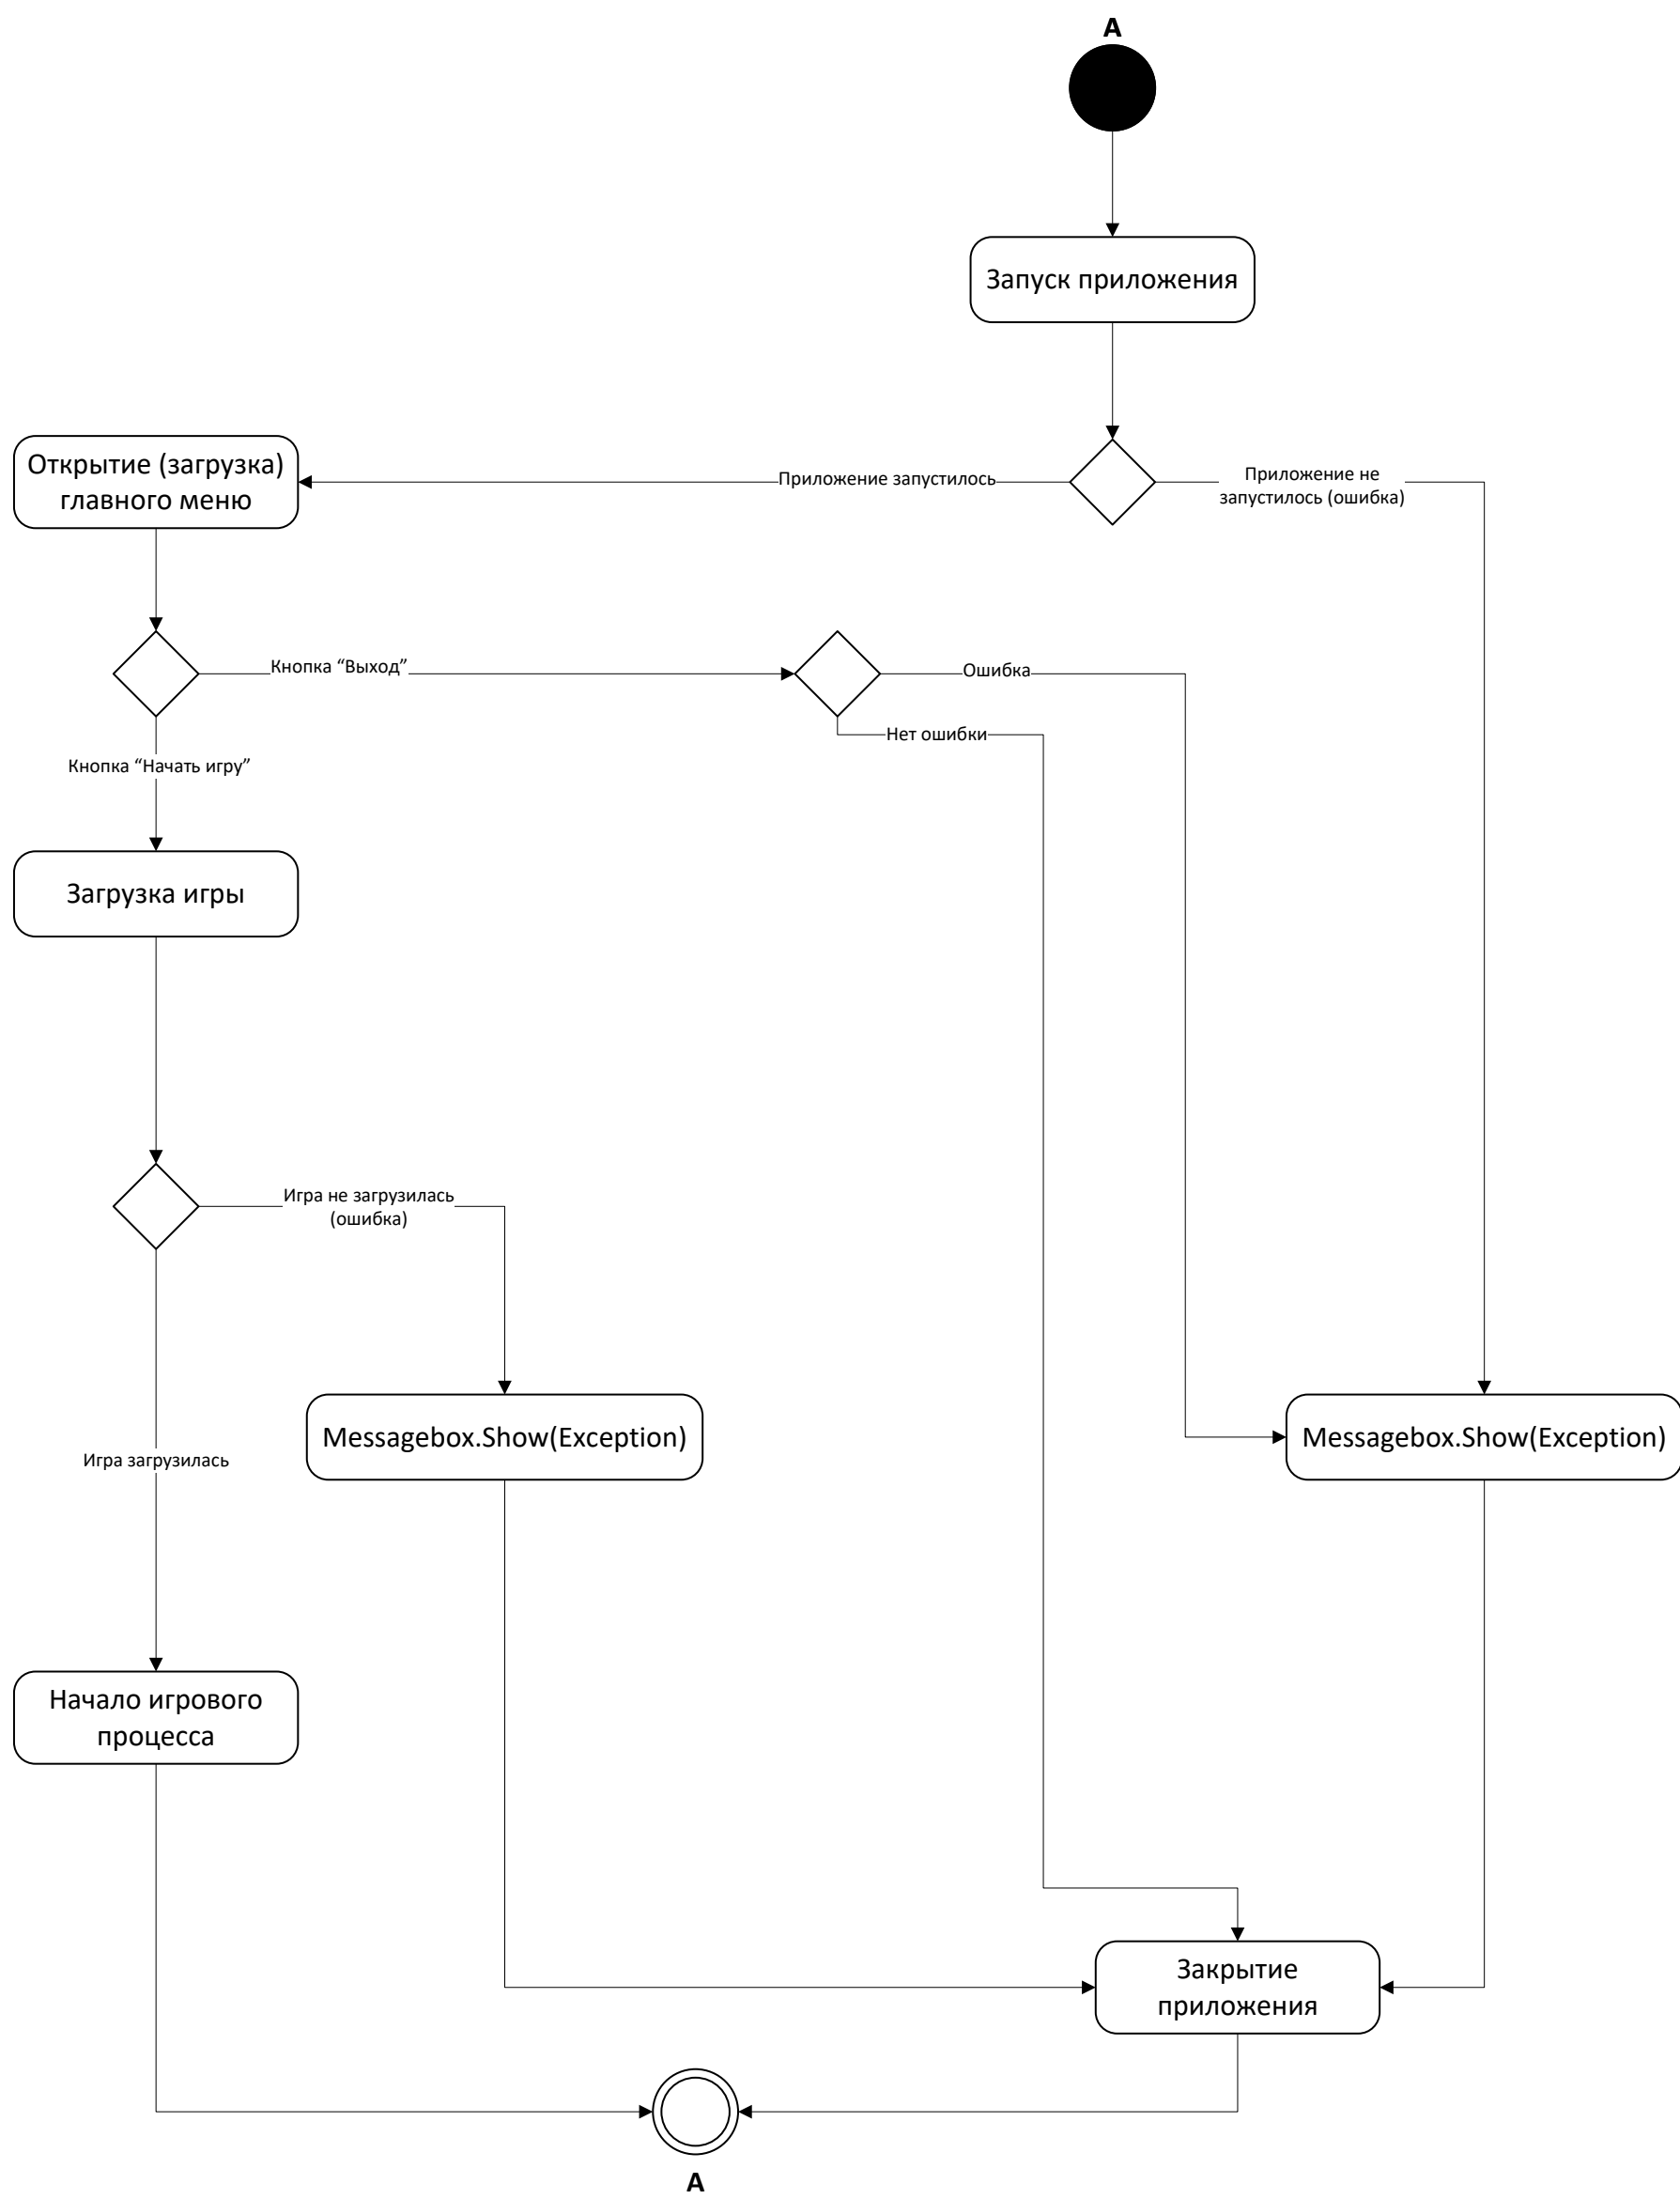 A
Запуск приложения
Открытие (загрузка)
главного меню
Приложение запустилось
Приложение не
запустилось (ошибка)
Кнопка “Выход”
Ошибка
Нет ошибки
Кнопка “Начать игру”
Загрузка игры
Игра не загрузилась
(ошибка)
Messagebox.Show(Exception)
Messagebox.Show(Exception)
Игра загрузилась
Начало игрового
процесса
Закрытие
приложения
A